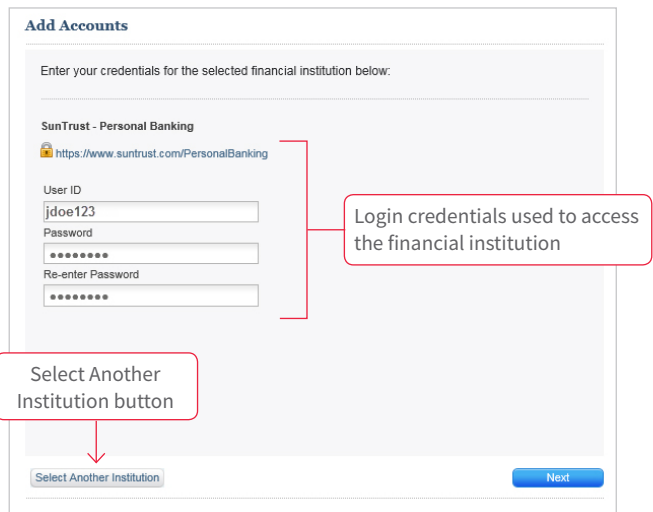 Add Accounts
Enter your credentials for the selected financial institution below:
SunTrust - Personal Banking
https://www.suntrust.com/PersonalBanking
User ID
jdoe123
Password
●●●●●●●●
Re-enter Password
●●●●●●●●
Login credentials used to access
the financial institution
Select Another
Institution button
Select Another Institution
Next